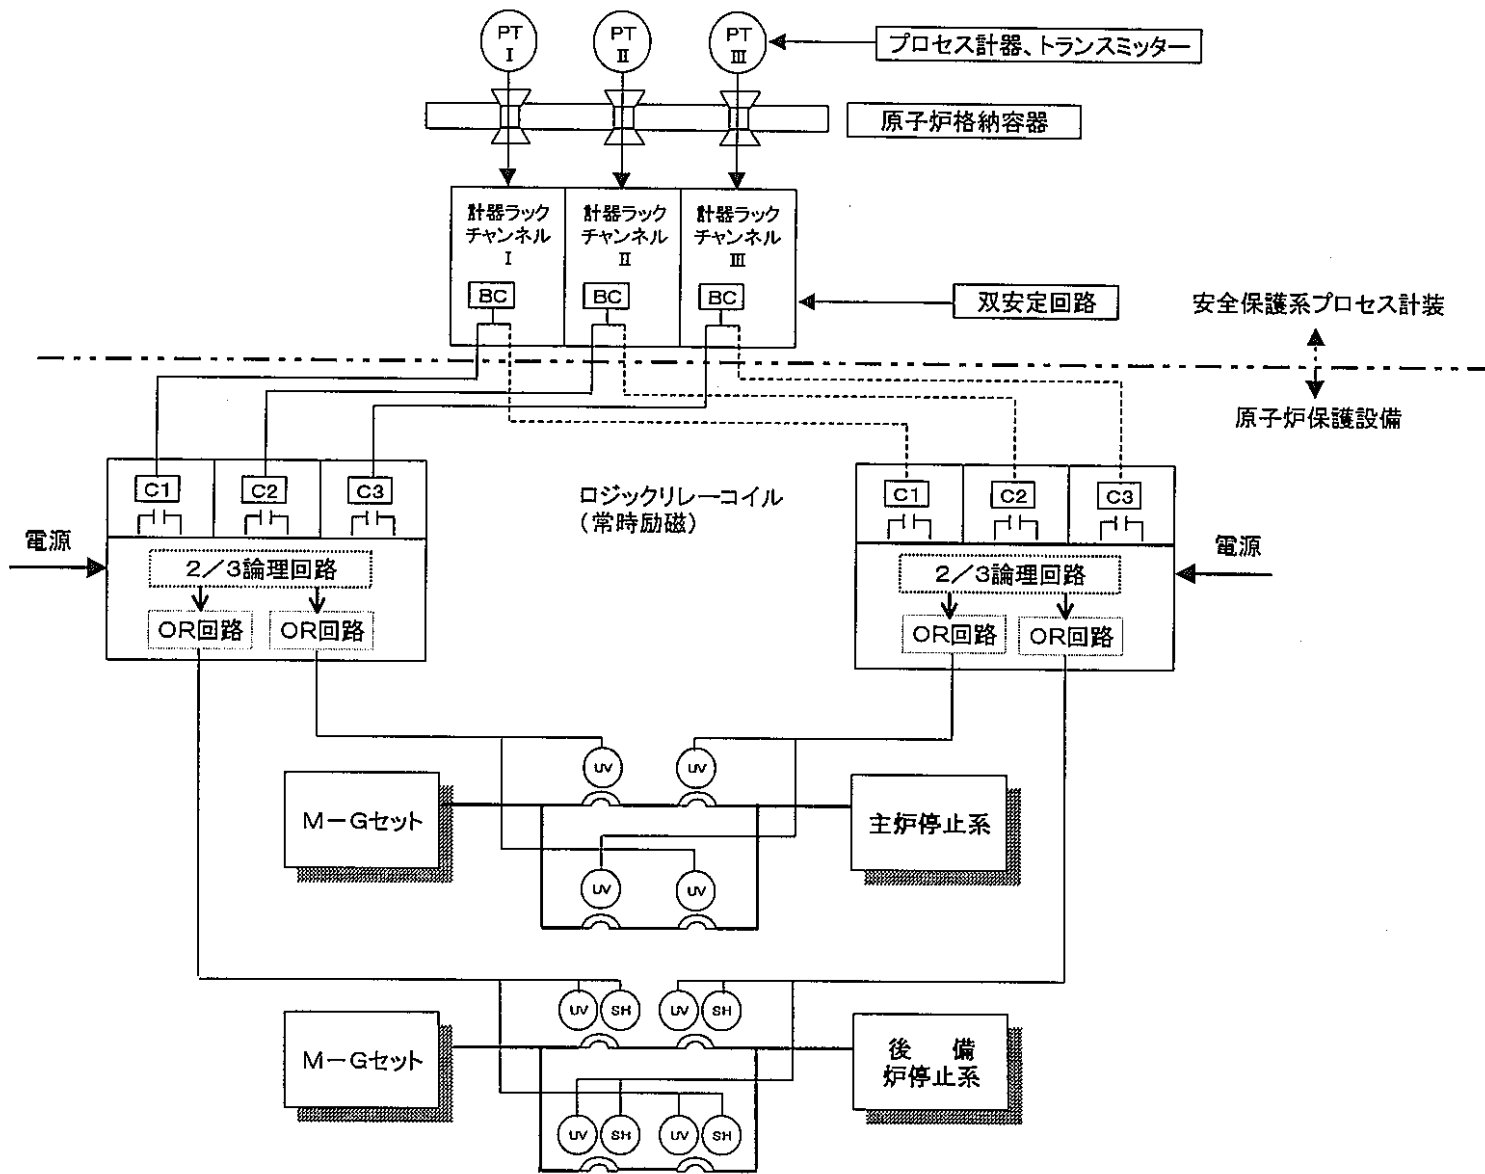 PT
I
PT
II
PT
III
プロセス計器、トランスミッター
原子炉格納容器
計器ラック
チャンネル
I
計器ラック
チャンネル
II
計器ラック
チャンネル
III
BC
BC
BC
双安定回路
安全保護系プロセス計装
原子炉保護設備
C1
C2
C3
ロジックリレーコイル
(常時励磁)
C1
C2
C3
電源
電源
2/3論理回路
2/3論理回路
OR回路
OR回路
OR回路
OR回路
UV
UV
M-Gセット
主炉停止系
UV
UV
UV
SH
UV
SH
M-Gセット
後 備
炉停止系
UV
SH
UV
SH